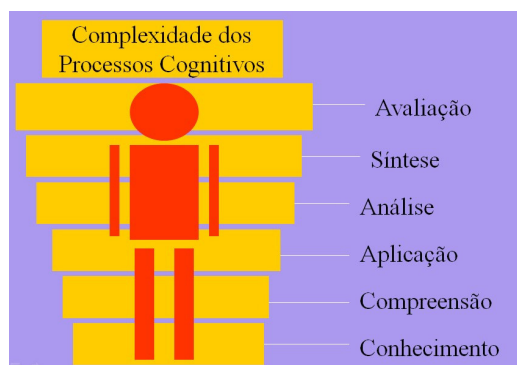 Complexidade dos
Processos Cognitivos
Avaliação
Síntese
Análise
Aplicação
Compreensão
Conhecimento